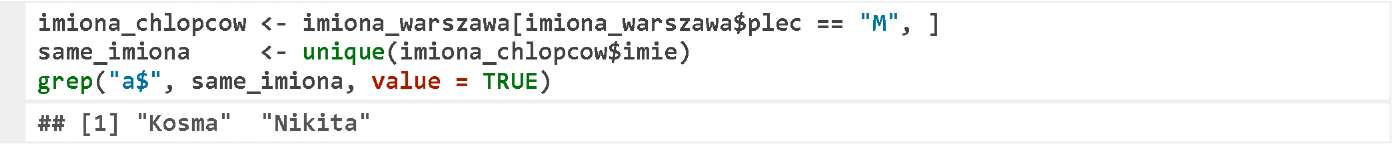 imiona_chlopcow <- imiona_warszawa[imiona_warszawa$plec == "M", ]
same_imiona     <- unique(imiona_chlopcow$imie)
grep("a$", same_imiona, value = TRUE)
## [1] "Kosma"  "Nikita"